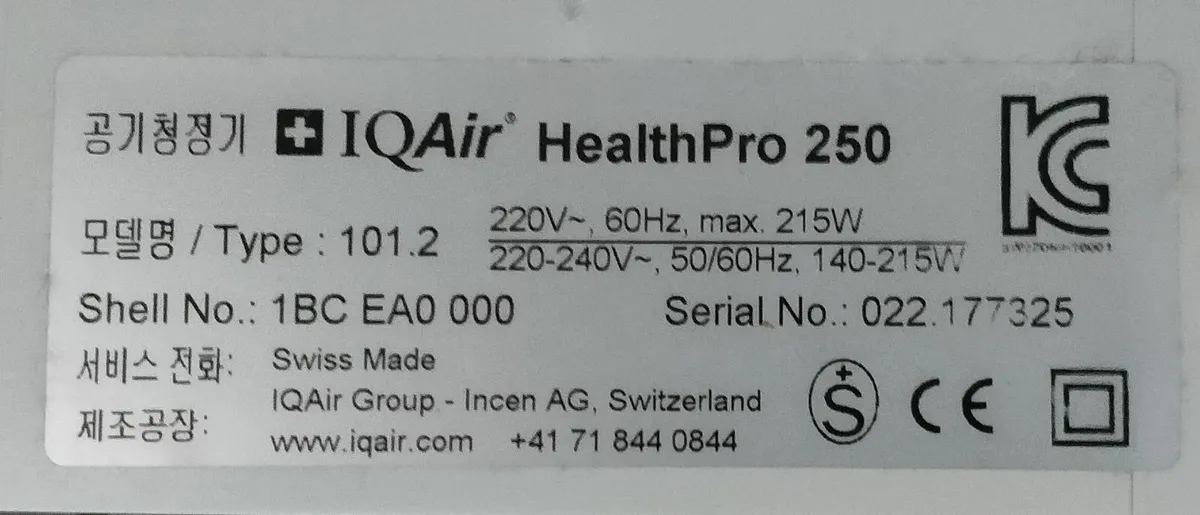 공기청정기 IQAir® HealthPro 250
모델명 / Type : 101.2
220V~, 60Hz, max. 215W
220-240V~, 50/60Hz, 140-215W
Shell No.: 1BC EA0 000 Serial No.: 022.177325
서비스 전화: Swiss Made
IQAir Group - Incen AG, Switzerland
제조공장:
www.iqair.com +41 71 844 0844
KC
S
CE